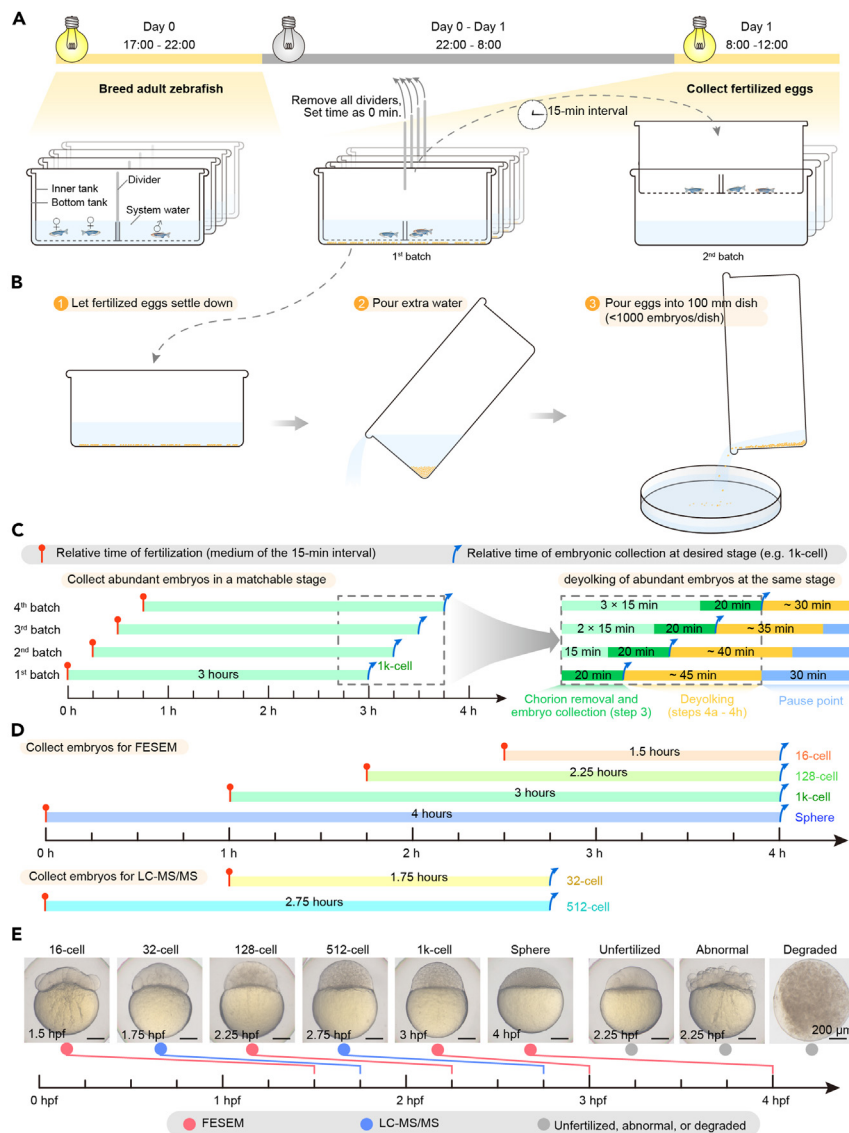 A
Day 0
17:00 - 22:00
Day 0 - Day 1
22:00 - 8:00
Day 1
8:00 -12:00
Breed adult zebrafish
Remove all dividers,
Set time as 0 min.
15-min interval
Collect fertilized eggs
Inner tank
Bottom tank
Divider
System water
♀
♀
♂
1st batch
2nd batch
B
1 Let fertilized eggs settle down
2 Pour extra water
3 Pour eggs into 100 mm dish
(<1000 embryos/dish)
C
Relative time of fertilization (medium of the 15-min interval)
Relative time of embryonic collection at desired stage (e.g. 1k-cell)
Collect abundant embryos in a matchable stage
4th batch
3rd batch
2nd batch
1st batch
3 hours
1k-cell
0 h
1 h
2 h
3 h
4 h
deyolking of abundant embryos at the same stage
3 × 15 min
20 min
~ 30 min
2 × 15 min
20 min
~ 35 min
15 min
20 min
~ 40 min
20 min
~ 45 min
30 min
Chorion removal and
embryo collection (step 3)
Deyolking
(steps 4a - 4h)
Pause point
D
Collect embryos for FESEM
1.5 hours
16-cell
2.25 hours
128-cell
3 hours
1k-cell
4 hours
Sphere
0 h
1 h
2 h
3 h
4 h
Collect embryos for LC-MS/MS
1.75 hours
32-cell
2.75 hours
512-cell
E
16-cell
32-cell
128-cell
512-cell
1k-cell
Sphere
Unfertilized
Abnormal
Degraded
1.5 hpf
1.75 hpf
2.25 hpf
2.75 hpf
3 hpf
4 hpf
2.25 hpf
2.25 hpf
200 μm
0 hpf
1 hpf
2 hpf
3 hpf
4 hpf
FESEM
LC-MS/MS
Unfertilized, abnormal, or degraded